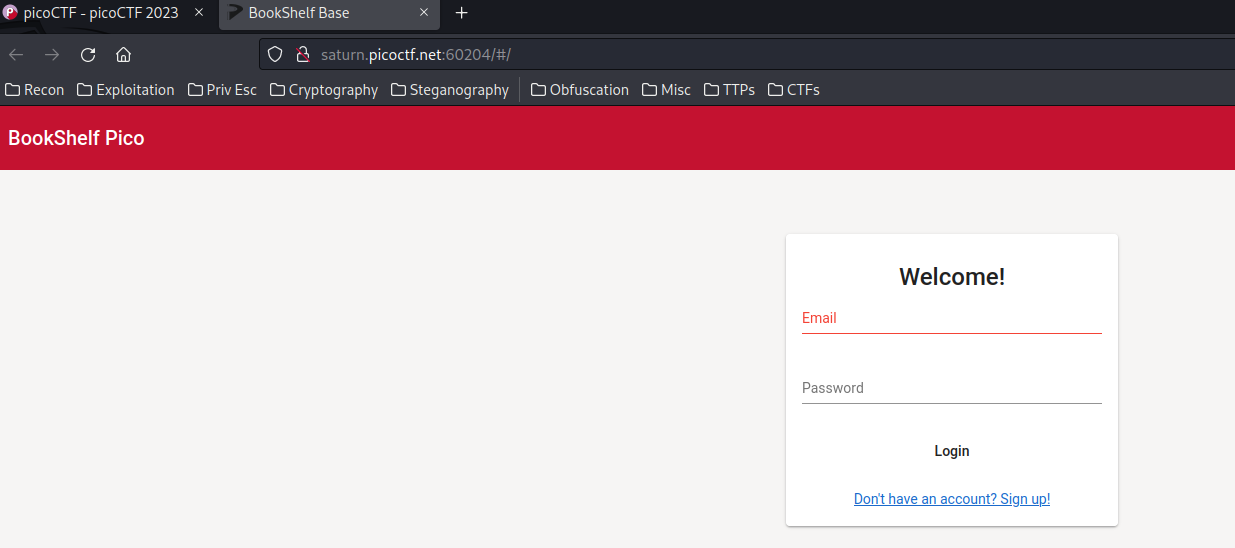 picoCTF - picoCTF 2023
BookShelf Base
saturn.picoctf.net:60204/#/
Recon Exploitation Priv Esc Cryptography Steganography Obfuscation Misc TTPs CTFs
BookShelf Pico
Welcome!
Email
Password
Login
Don't have an account? Sign up!